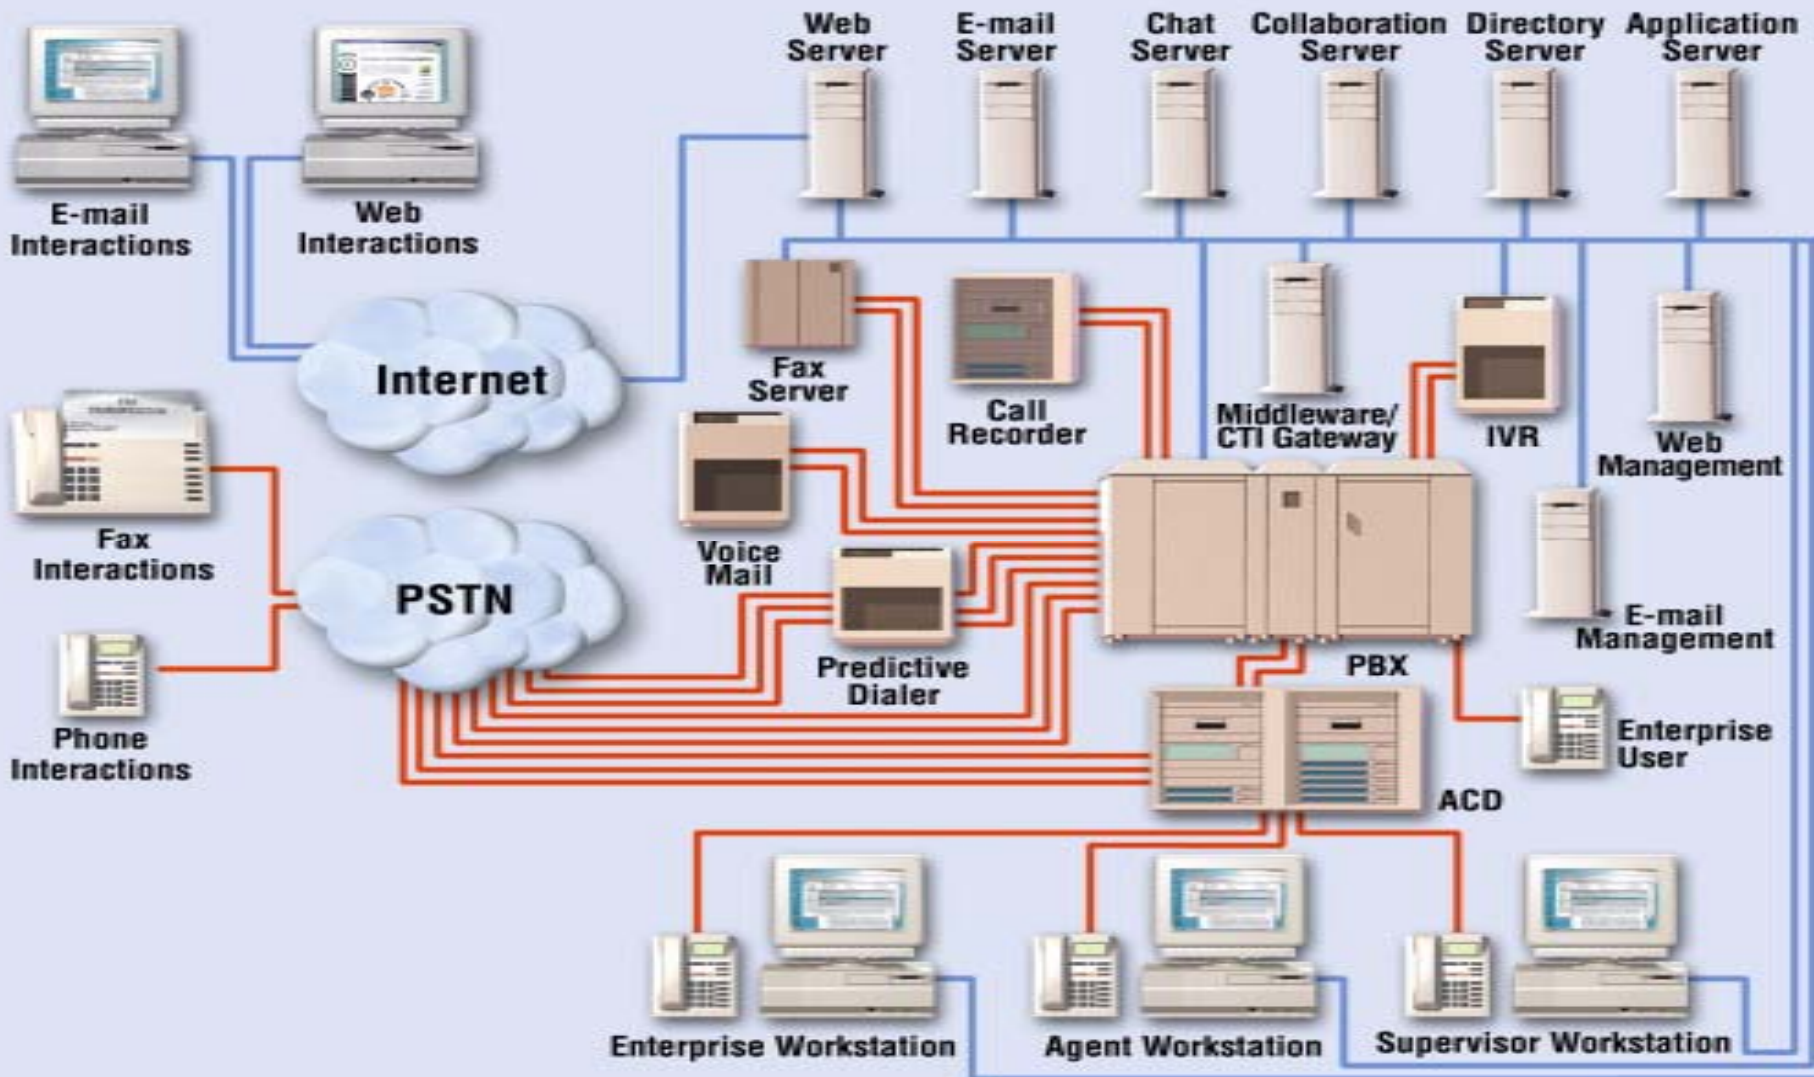 Web
Server
E-mail
Server
Chat
Server
Collaboration
Server
Directory
Server
Application
Server
E-mail
Interactions
Web
Interactions
Internet
Fax
Server
Call
Recorder
Middleware/
CTI Gateway
IVR
Web
Management
Fax
Interactions
PSTN
Voice
Mail
Predictive
Dialer
PBX
E-mail
Management
Phone
Interactions
Enterprise
User
ACD
Enterprise Workstation
Agent Workstation
Supervisor Workstation